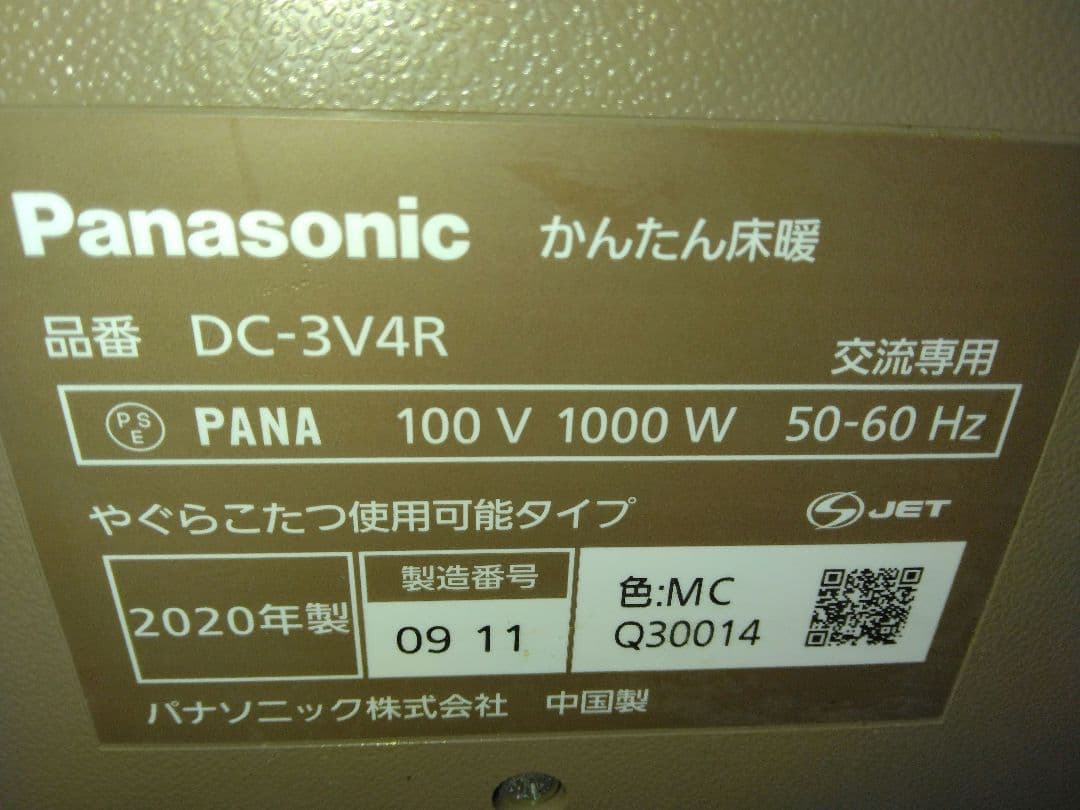 Panasonic かんたん床暖
品番 DC-3V4R
交流専用
PSE PANA 100 V 1000 W 50-60 Hz
やぐらこたつ使用可能タイプ
JET
2020年製
製造番号
09 11
色:MC
Q30014
パナソニック株式会社 中国製